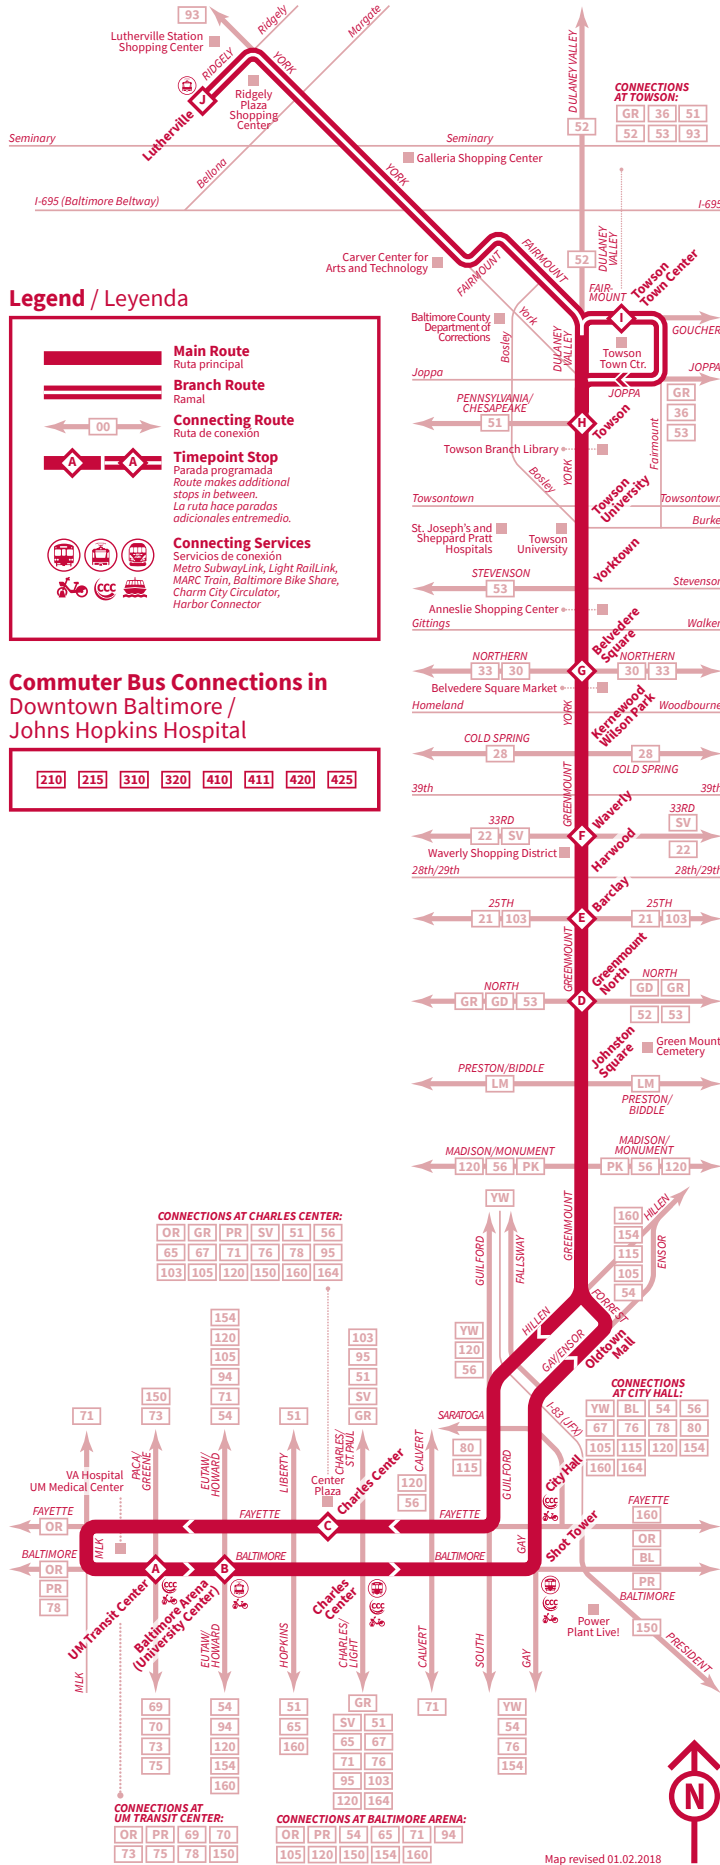 93
Ridgely
Margate
Lutherville Station
Shopping Center
RIDGELY
YORK
DULANEY VALLEY
J
Ridgely
Plaza
Shopping
Center
Lutherville
CONNECTIONS
AT TOWSON:
GR 36 51
52 53 93
52
Seminary
Seminary
Galleria Shopping Center
Bellona
YORK
I-695 (Baltimore Beltway)
I-695
Carver Center for
Arts and Technology
FAIRMOUNT
FAIRMOUNT
52
DULANEY
VALLEY
Towson
Town Center
FAIR-
MOUNT
I
GOUCHER
Towson
Town Ctr.
Legend / Leyenda
Main Route
Ruta principal
Branch Route
Ramal
00
Connecting Route
Ruta de conexión
A
A
Timepoint Stop
Parada programada
Route makes additional
stops in between.
La ruta hace paradas
adicionales entremedio.
CCC
Connecting Services
Servicios de conexión
Metro SubwayLink, Light RailLink,
MARC Train, Baltimore Bike Share,
Charm City Circulator,
Harbor Connector
Baltimore County
Department of
Corrections
York
Bosley
DULANEY
VALLEY
Joppa
JOPPA
JOPPA
GR
36
53
PENNSYLVANIA/
CHESAPEAKE
51
H
Towson
Towson Branch Library
Fairmount
YORK
Bosley
Towson
University
Towsontown
Towsontown
Burke
St. Joseph's and
Sheppard Pratt
Hospitals
Towson
University
Yorktown
STEVENSON
53
Stevenson
Anneslie Shopping Center
Gittings
Walker
Belvedere
Square
NORTHERN
33 30
G
NORTHERN
30 33
Belvedere Square Market
Kernewood
Wilson Park
Homeland
YORK
Woodbourne
COLD SPRING
28
28
COLD SPRING
GREENMOUNT
39th
39th
Waverly
33RD
22 SV
F
33RD
SV
22
Waverly Shopping District
Harwood
28th/29th
28th/29th
Barclay
25TH
21 103
E
25TH
21 103
GREENMOUNT
Greenmount
North
NORTH
GR GD 53
D
NORTH
GD GR
52 53
Johnston
Square
Green Mount
Cemetery
PRESTON/BIDDLE
LM
LM
PRESTON/
BIDDLE
MADISON/MONUMENT
120 56 PK
MADISON/
MONUMENT
PK 56 120
Commuter Bus Connections in
Downtown Baltimore /
Johns Hopkins Hospital
210 215 310 320 410 411 420 425
YW
GUILFORD
FALLSWAY
GREENMOUNT
160
154
115
105
54
HILLEN
ENSOR
CONNECTIONS AT CHARLES CENTER:
OR GR PR SV 51 56
65 67 71 76 78 95
103 105 120 150 160 164
FORREST
HILLEN
GAY/ENSOR
Oldtown
Mall
YW
120
56
154
120
105
94
71
54
103
95
51
SV
GR
150
73
71
51
I-83 (JFX)
CONNECTIONS
AT CITY HALL:
YW BL 54 56
67 76 78 80
105 115 120 154
160 164
SARATOGA
80
115
PACA/
GREENE
EUTAW/
HOWARD
LIBERTY
CHARLES/
ST. PAUL
CALVERT
GUILFORD
City Hall
VA Hospital
UM Medical Center
Center
Plaza
Charles Center
120
56
CCC
FAYETTE
OR
MLK
FAYETTE
C
FAYETTE
Shot Tower
FAYETTE
160
OR
BL
BALTIMORE
OR
PR
78
A
B
BALTIMORE
BALTIMORE
GAY
PR
BALTIMORE
150
UM Transit Center
CCC
Baltimore Arena
(University Center)
Charles
Center
CCC
CCC
Power
Plant Live!
PRESIDENT
MLK
EUTAW/
HOWARD
HOPKINS
CHARLES/
LIGHT
CALVERT
SOUTH
GAY
69
70
73
75
54
94
120
154
160
51
65
160
GR
SV 51
65 67
71 76
95 103
120 164
71
YW
54
76
154
CONNECTIONS AT
UM TRANSIT CENTER:
OR PR 69 70
73 75 78 150
CONNECTIONS AT BALTIMORE ARENA:
OR PR 54 65 71 94
105 120 150 154 160
N
Map revised 01.02.2018